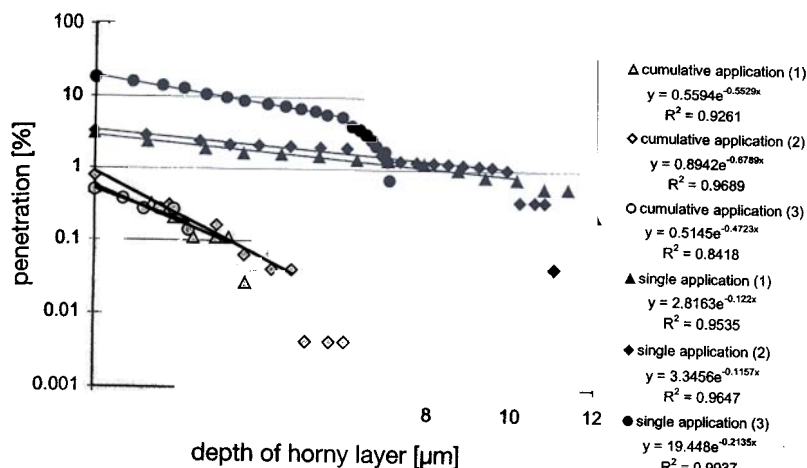 100
10
1
0.1
0.01
0.001
penetration [%]
8 10 12
depth of horny layer [µm]
△ cumulative application (1)
y = 0.5594e^-0.5529x
R² = 0.9261
◇ cumulative application (2)
y = 0.8942e^-0.6789x
R² = 0.9689
○ cumulative application (3)
y = 0.5145e^-0.4723x
R² = 0.8418
▲ single application (1)
y = 2.8163e^-0.122x
R² = 0.9535
◆ single application (2)
y = 3.3456e^-0.1157x
R² = 0.9647
● single application (3)
y = 19.448e^-0.2135x